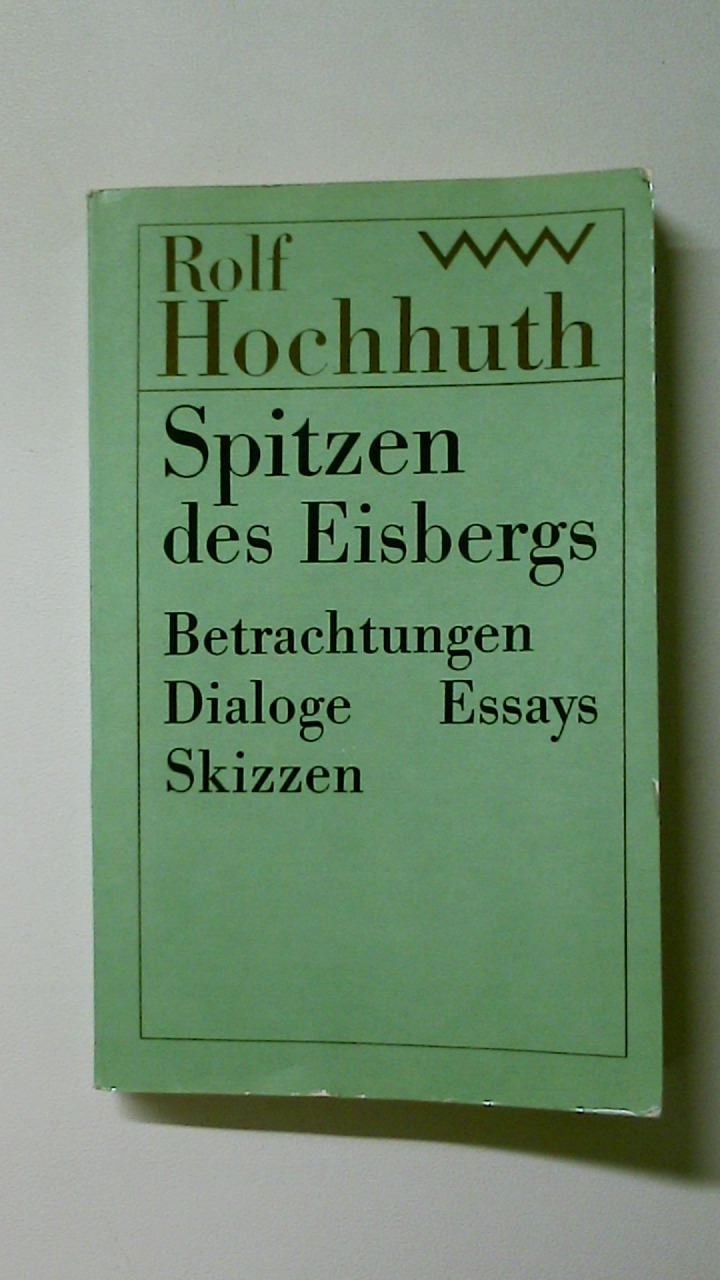 Rolf
Hochhuth
Spitzen
des Eisbergs
Betrachtungen
Dialoge Essays
Skizzen